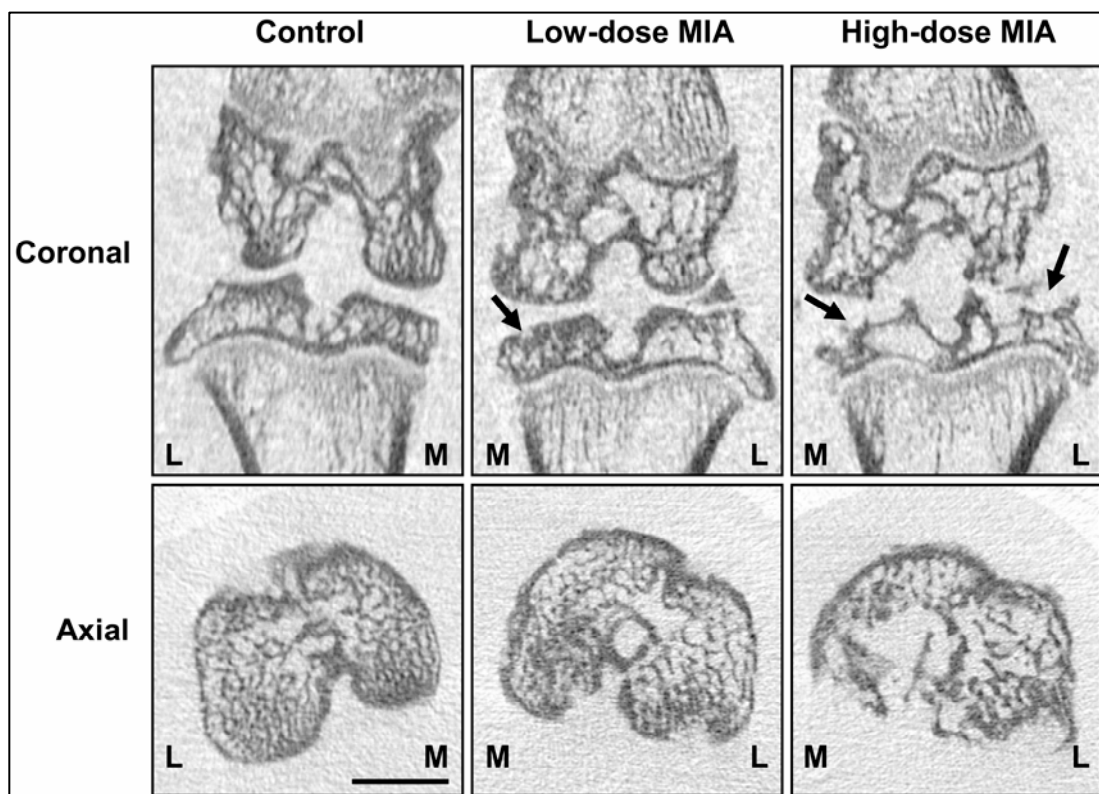 Control Low-dose MIA High-dose MIA
Coronal
L M M L M L
Axial
L M M L M L